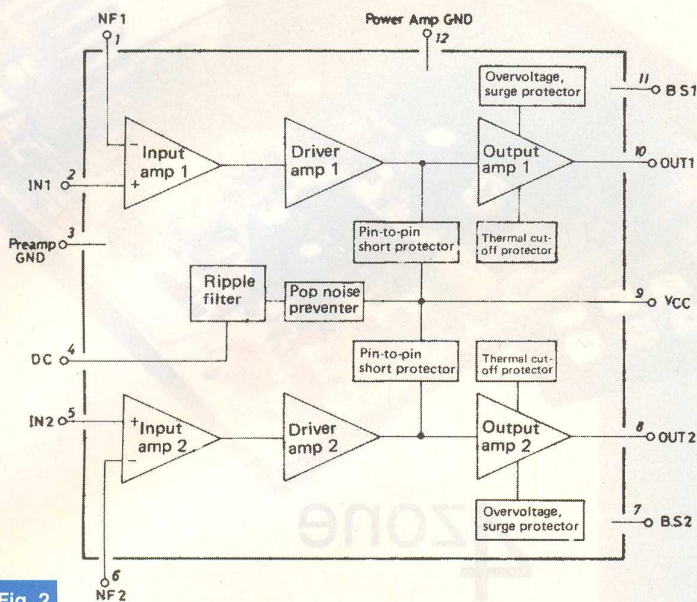 NF1
1
Power Amp GND
12
Overvoltage,
surge protector
11
BS1
Input
amp 1
Driver
amp 1
Output
amp 1
10
OUT1
2
IN1
-
+
3
Preamp
GND
Pin-to-pin
short protector
Thermal cut-
off protector
Ripple
filter
Pop noise
preventer
9
VCC
4
DC
Pin-to-pin
short protector
Thermal cut-
off protector
5
IN2
+
-
Input
amp 2
Driver
amp 2
Output
amp 2
8
OUT2
Overvoltage,
surge protector
7
B.S2
4zone
6
NF2
Fig. 2